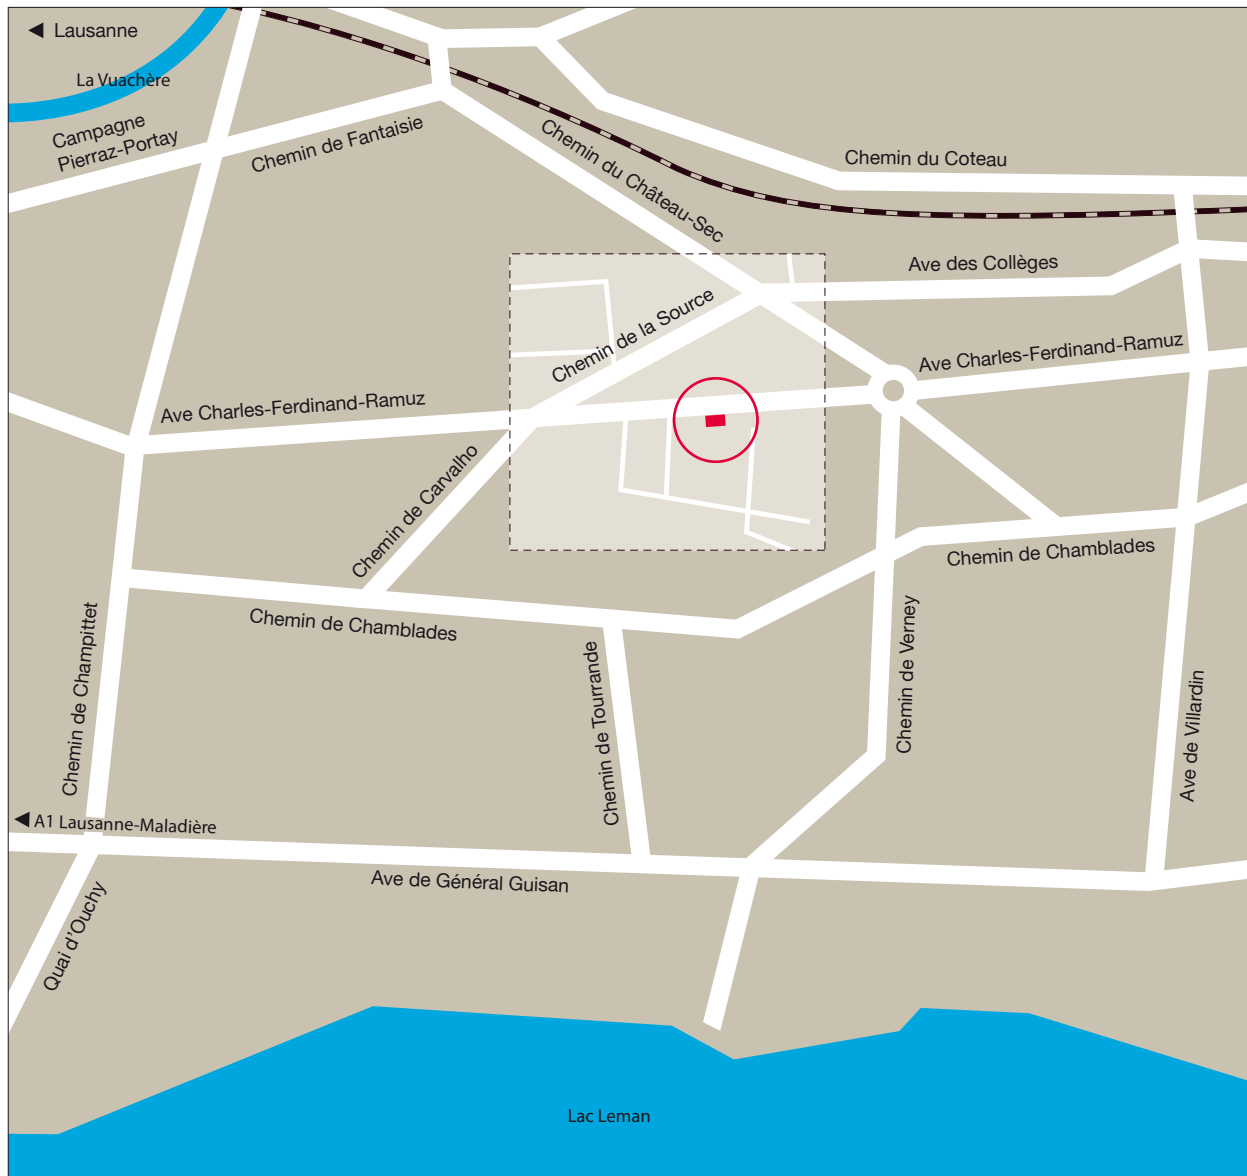 Lausanne
La Vuachère
Campagne
Pierraz-Portay
Chemin de Fantaisie
Chemin du Château-Sec
Chemin du Coteau
Ave des Collèges
Chemin de la Source
Ave Charles-Ferdinand-Ramuz
Ave Charles-Ferdinand-Ramuz
Chemin de Carvalho
Chemin de Chamblades
Chemin de Chamblades
Chemin de Champittet
Chemin de Tourrande
Chemin de Verney
Ave de Villardin
A1 Lausanne-Maladière
Ave de Général Guisan
Quai d'Ouchy
Lac Leman